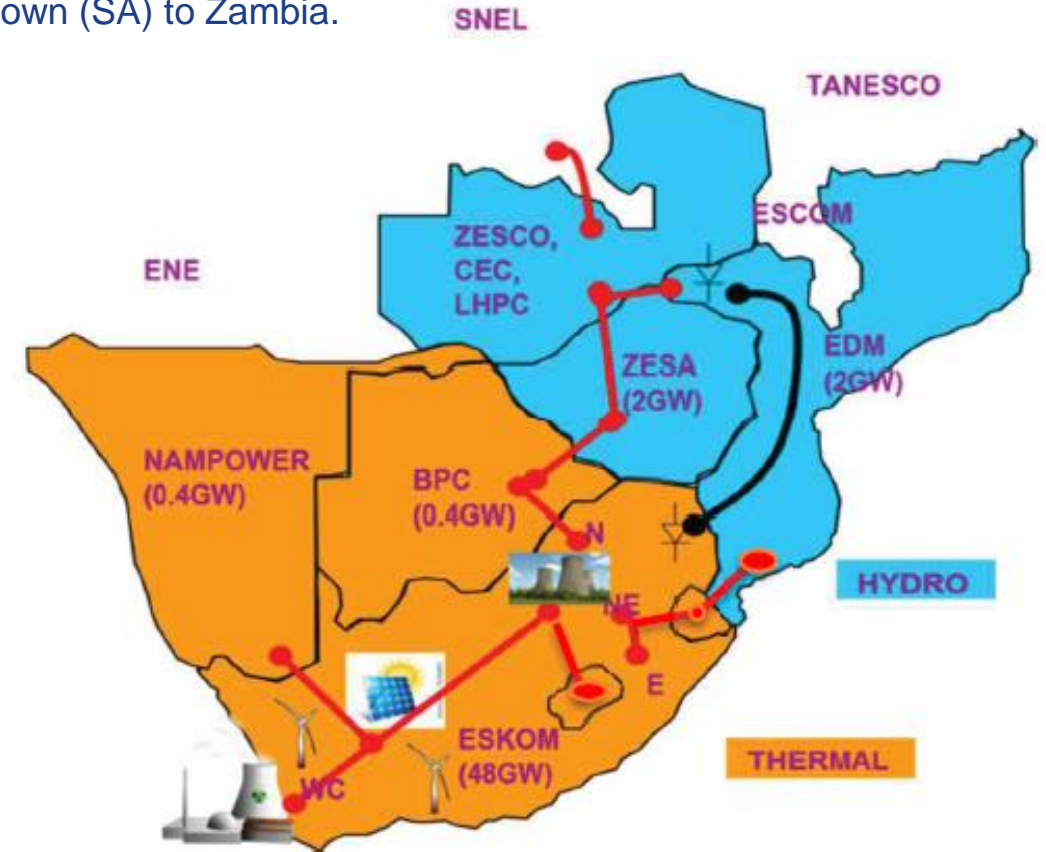 own (SA) to Zambia.
SNEL
TANESCO
ESCOM
ZESCO,
CEC,
LHPC
ENE
EDM
(2GW)
ZESA
(2GW)
NAMPOWER
(0.4GW)
BPC
(0.4GW)
N
HYDRO
NE
E
ESKOM
(48GW)
THERMAL
WC